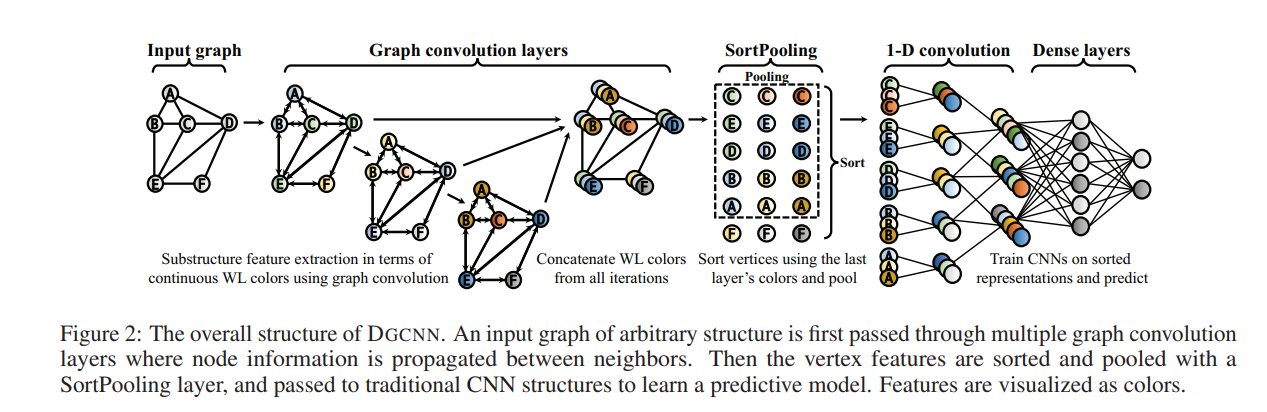 Input graph
Graph convolution layers
SortPooling
1-D convolution
Dense layers
Pooling
A
B C D
E F
A
B C D
E F
A
B C D
E F
A
B C D
E F
A
B C D
E F
C C C
E E E
D D D
B B B
A A A
F F F
Sort
C
C
C
E
E
E
D
D
D
B
B
B
A
A
A
Substructure feature extraction in terms of
continuous WL colors using graph convolution
Concatenate WL colors
from all iterations
Sort vertices using the last
layer's colors and pool
Train CNNs on sorted
representations and predict
Figure 2: The overall structure of DGCNN. An input graph of arbitrary structure is first passed through multiple graph convolution
layers where node information is propagated between neighbors. Then the vertex features are sorted and pooled with a
SortPooling layer, and passed to traditional CNN structures to learn a predictive model. Features are visualized as colors.